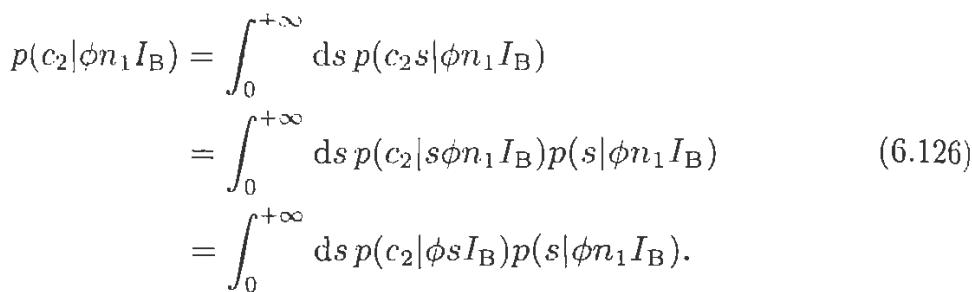 p(c₂|ϕn₁I_B) = ∫₀^{+∞} ds p(c₂s|ϕn₁I_B)
= ∫₀^{+∞} ds p(c₂|sϕn₁I_B)p(s|ϕn₁I_B) (6.126)
= ∫₀^{+∞} ds p(c₂|ϕsI_B)p(s|ϕn₁I_B).